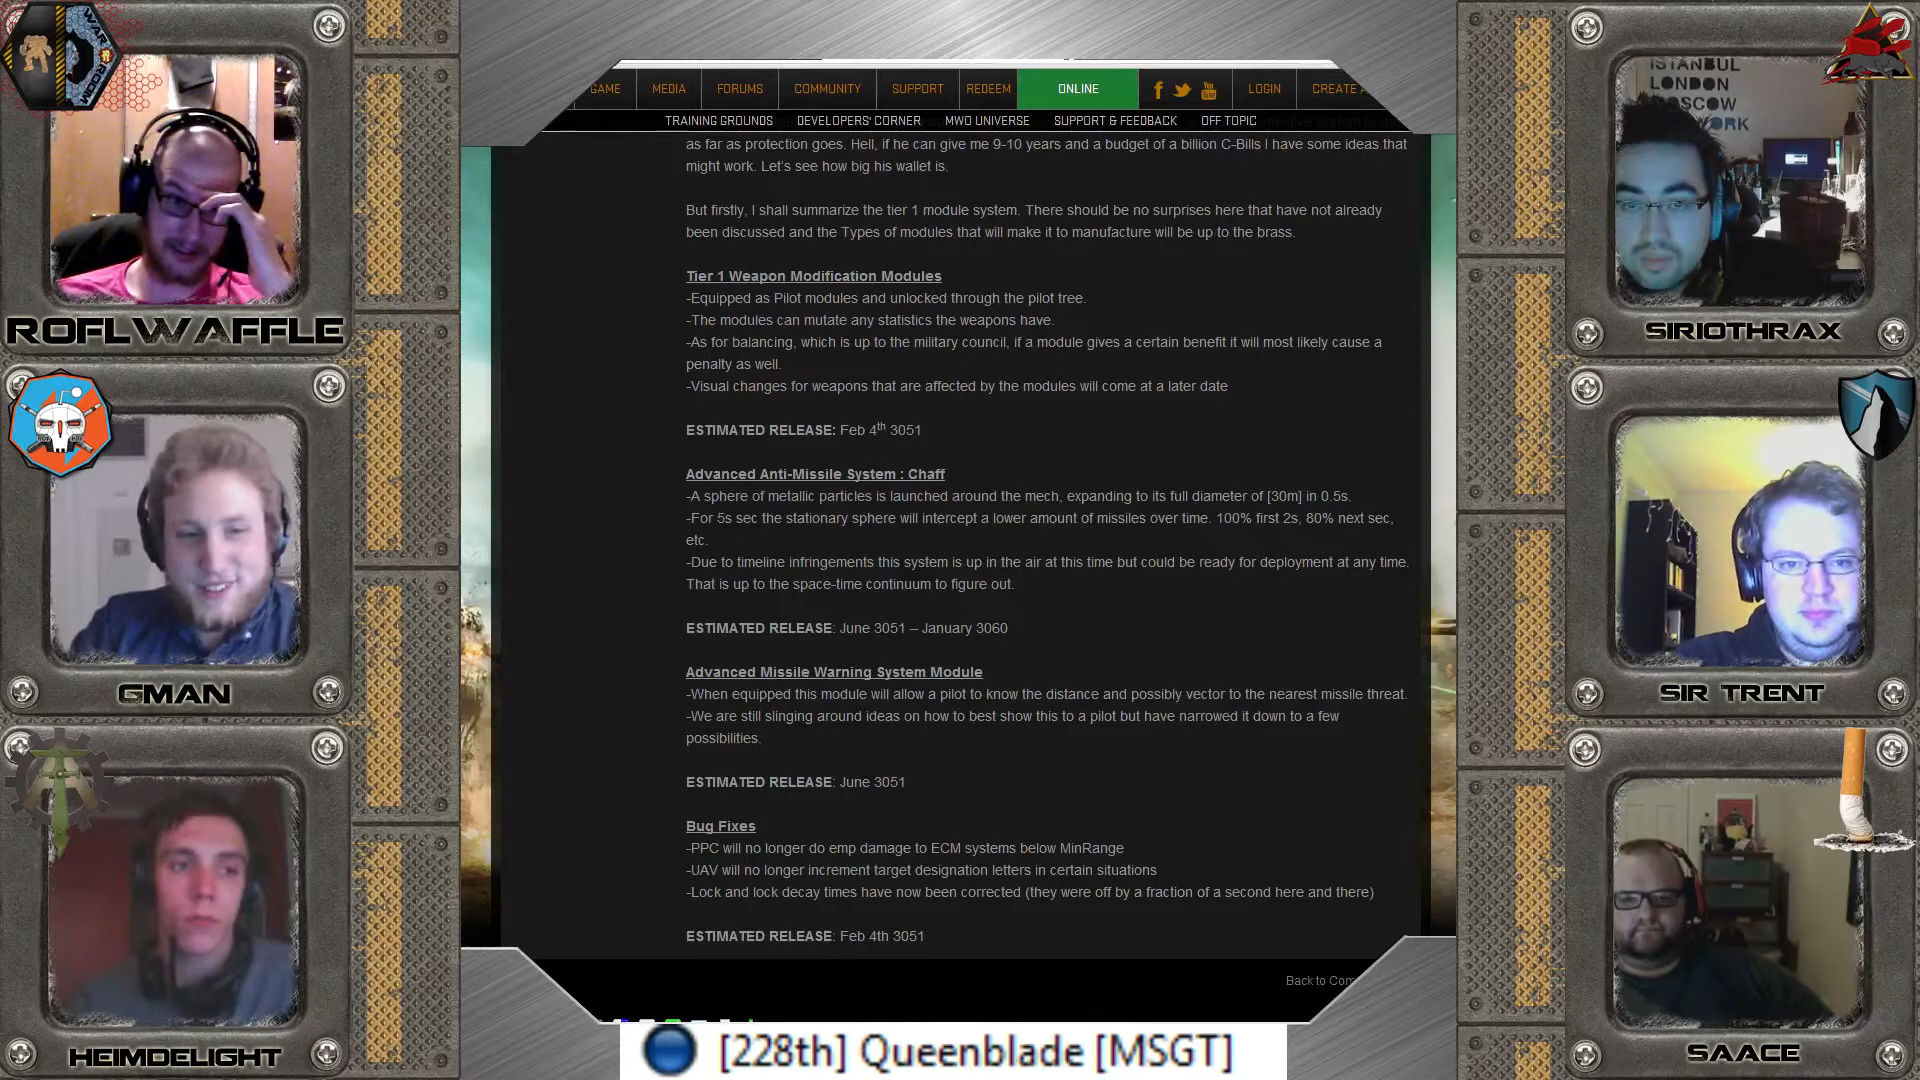 GAME MEDIA FORUMS COMMUNITY SUPPORT REDEEM ONLINE LOGIN CREATE
TRAINING GROUNDS DEVELOPERS' CORNER MWO UNIVERSE SUPPORT & FEEDBACK OFF TOPIC
as far as protection goes. Hell, if he can give me 9-10 years and a budget of a billion C-Bills I have some ideas that
might work. Let's see how big his wallet is.
But firstly, I shall summarize the tier 1 module system. There should be no surprises here that have not already
been discussed and the Types of modules that will make it to manufacture will be up to the brass.
Tier 1 Weapon Modification Modules
-Equipped as Pilot modules and unlocked through the pilot tree.
-The modules can mutate any statistics the weapons have.
-As for balancing, which is up to the military council, if a module gives a certain benefit it will most likely cause a
penalty as well.
-Visual changes for weapons that are affected by the modules will come at a later date
ESTIMATED RELEASE: Feb 4th 3051
Advanced Anti-Missile System : Chaff
-A sphere of metallic particles is launched around the mech, expanding to its full diameter of [30m] in 0.5s.
-For 5s sec the stationary sphere will intercept a lower amount of missiles over time. 100% first 2s, 80% next sec,
etc.
-Due to timeline infringements this system is up in the air at this time but could be ready for deployment at any time.
That is up to the space-time continuum to figure out.
ESTIMATED RELEASE: June 3051 – January 3060
Advanced Missile Warning System Module
-When equipped this module will allow a pilot to know the distance and possibly vector to the nearest missile threat.
-We are still slinging around ideas on how to best show this to a pilot but have narrowed it down to a few
possibilities.
ESTIMATED RELEASE: June 3051
Bug Fixes
-PPC will no longer do emp damage to ECM systems below MinRange
-UAV will no longer increment target designation letters in certain situations
-Lock and lock decay times have now been corrected (they were off by a fraction of a second here and there)
ESTIMATED RELEASE: Feb 4th 3051
Back to Com
[228th] Queenblade [MSGT]
WAR ROOM
ROFLWAFFLE
GMAN
HEIMDELIGHT
ISTANBUL
LONDON
MOSCOW
YORK
SIRIOTHRAX
SIR TRENT
SAACE